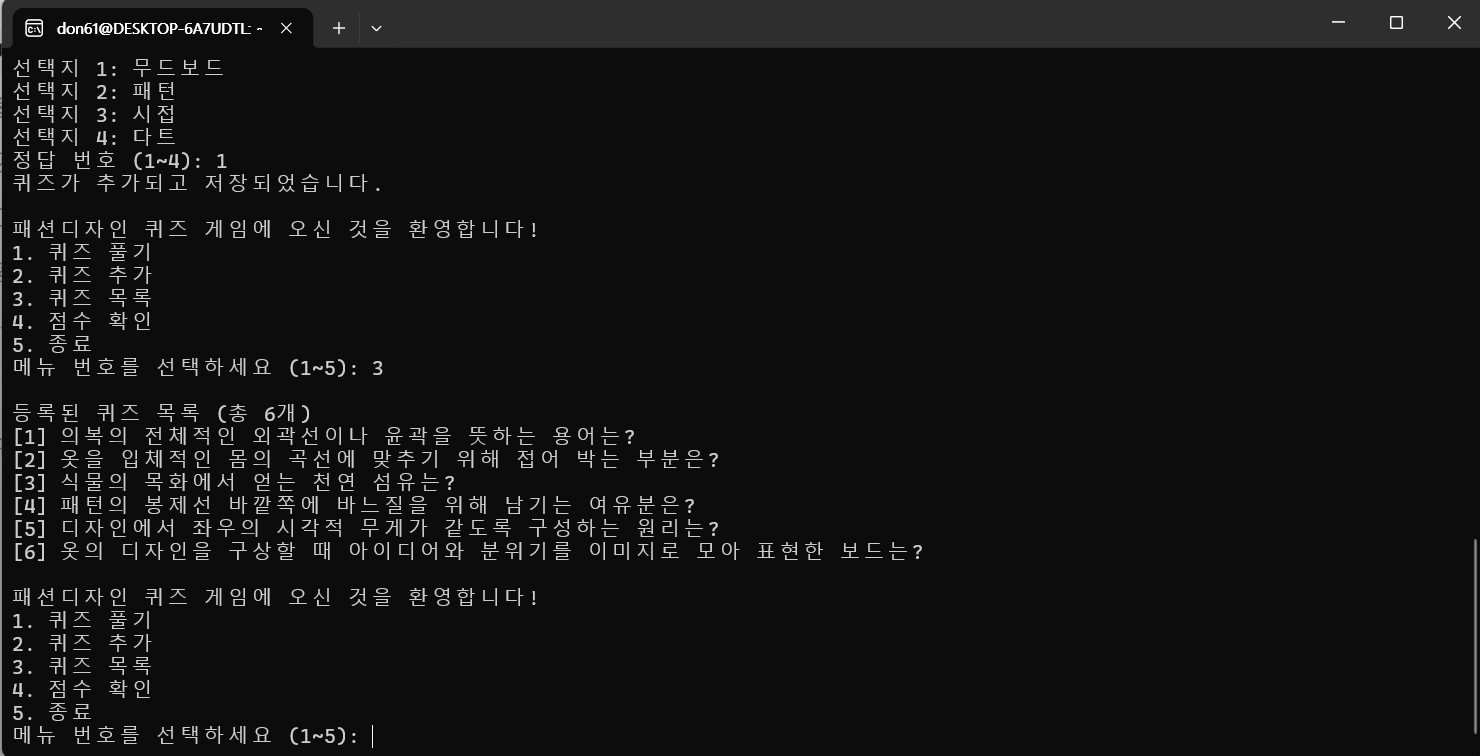 don61@DESKTOP-6A7UDTL: ~
선택지 1: 무드보드
선택지 2: 패턴
선택지 3: 시접
선택지 4: 다트
정답 번호 (1~4): 1
퀴즈가 추가되고 저장되었습니다.
패션디자인 퀴즈 게임에 오신 것을 환영합니다!
1. 퀴즈 풀기
2. 퀴즈 추가
3. 퀴즈 목록
4. 점수 확인
5. 종료
메뉴 번호를 선택하세요 (1~5): 3
등록된 퀴즈 목록 (총 6개)
[1] 의복의 전체적인 외곽선이나 윤곽을 뜻하는 용어는?
[2] 옷을 입체적인 몸의 곡선에 맞추기 위해 접어 박는 부분은?
[3] 식물의 목화에서 얻는 천연 섬유는?
[4] 패턴의 봉제선 바깥쪽에 바느질을 위해 남기는 여유분은?
[5] 디자인에서 좌우의 시각적 무게가 같도록 구성하는 원리는?
[6] 옷의 디자인을 구상할 때 아이디어와 분위기를 이미지로 모아 표현한 보드는?
패션디자인 퀴즈 게임에 오신 것을 환영합니다!
1. 퀴즈 풀기
2. 퀴즈 추가
3. 퀴즈 목록
4. 점수 확인
5. 종료
메뉴 번호를 선택하세요 (1~5):